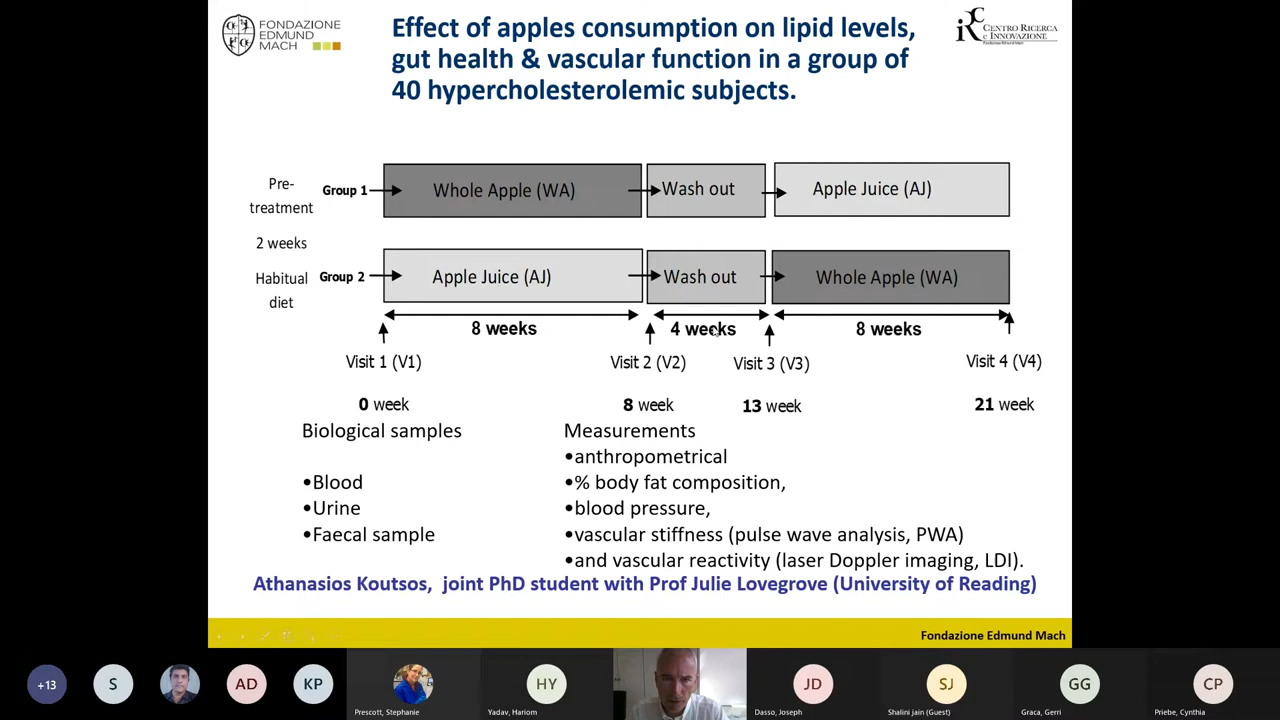 FONDAZIONE
EDMUND
MACH
Effect of apples consumption on lipid levels,
gut health & vascular function in a group of
40 hypercholesterolemic subjects.
CENTRO RICERCA
e INNOVAZIONE
Fondazione Edmund Mach
Pre-
treatment
2 weeks
Habitual
diet
Group 1
Whole Apple (WA)
Wash out
Apple Juice (AJ)
Group 2
Apple Juice (AJ)
Wash out
Whole Apple (WA)
8 weeks
4 weeks
8 weeks
Visit 1 (V1)
Visit 2 (V2)
Visit 3 (V3)
Visit 4 (V4)
0 week
8 week
13 week
21 week
Biological samples
•Blood
•Urine
•Faecal sample
Measurements
•anthropometrical
•% body fat composition,
•blood pressure,
•vascular stiffness (pulse wave analysis, PWA)
•and vascular reactivity (laser Doppler imaging, LDI).
Athanasios Koutsos, joint PhD student with Prof Julie Lovegrove (University of Reading)
Fondazione Edmund Mach
+13
S
AD
KP
Prescott, Stephanie
HY
Yadav, Hariom
JD
Dasso, Joseph
SJ
Shalini jain (Guest)
GG
Graca, Gerri
CP
Priebe, Cynthia